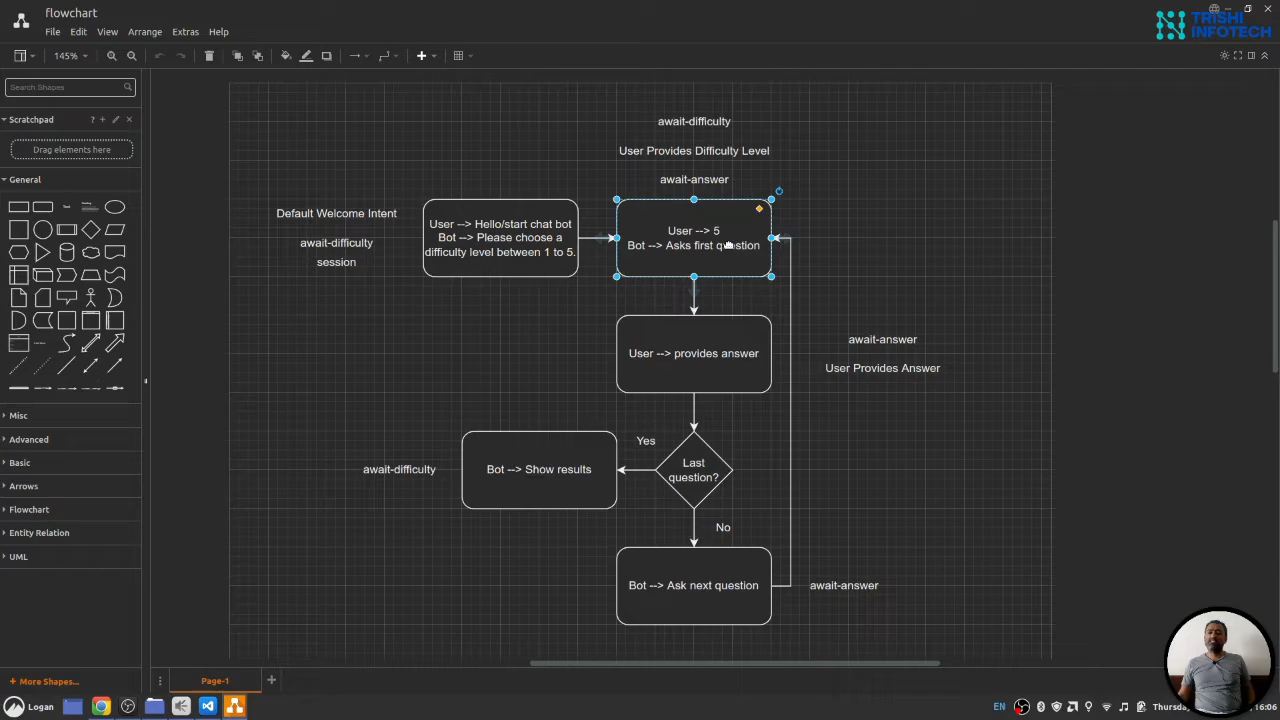 flowchart
TRISHI
INFOTECH
File Edit View Arrange Extras Help
145%
Search Shapes
Scratchpad
?
Drag elements here
General
Misc
Advanced
Basic
Arrows
Flowchart
Entity Relation
UML
await-difficulty
User Provides Difficulty Level
await-answer
Default Welcome Intent
await-difficulty
session
User --> Hello/start chat bot
Bot --> Please choose a
difficulty level between 1 to 5.
User --> 5
Bot --> Asks first question
User --> provides answer
await-answer
User Provides Answer
Yes
Last
question?
Bot --> Show results
await-difficulty
No
Bot --> Ask next question
await-answer
+ More Shapes...
Page-1
Logan
EN
Thursday
16:06